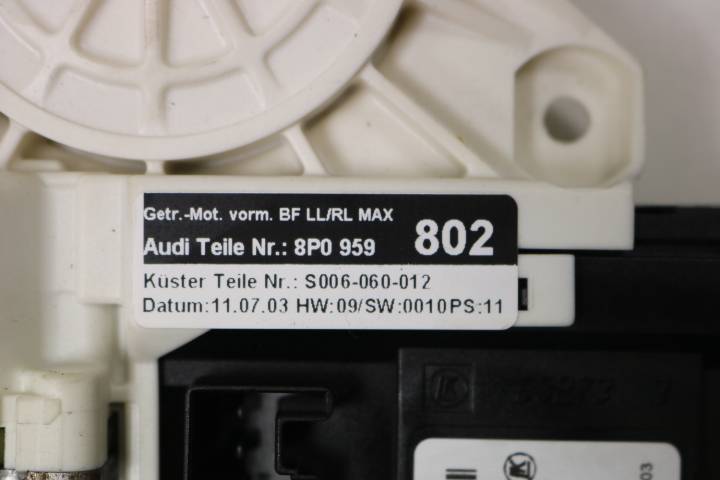 Getr.-Mot. vorm. BF LL/RL MAX
Audi Teile Nr.: 8P0 959 802
Küster Teile Nr.: S006-060-012
Datum:11.07.03 HW:09/SW:0010PS:11
03